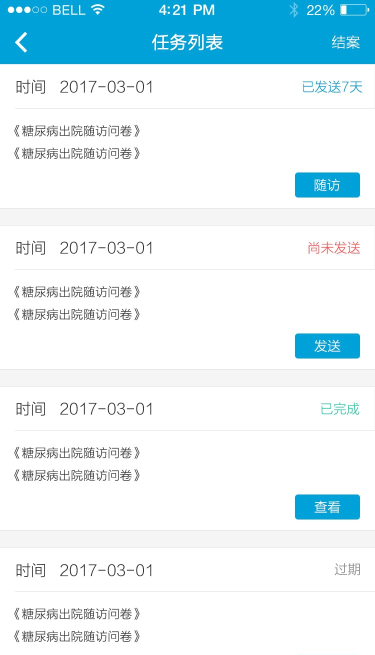 BELL 4:21 PM 22%
任务列表 结案
时间 2017-03-01 已发送7天
《糖尿病出院随访问卷》
《糖尿病出院随访问卷》
随访
时间 2017-03-01 尚未发送
《糖尿病出院随访问卷》
《糖尿病出院随访问卷》
发送
时间 2017-03-01 已完成
《糖尿病出院随访问卷》
《糖尿病出院随访问卷》
查看
时间 2017-03-01 过期
《糖尿病出院随访问卷》
《糖尿病出院随访问卷》